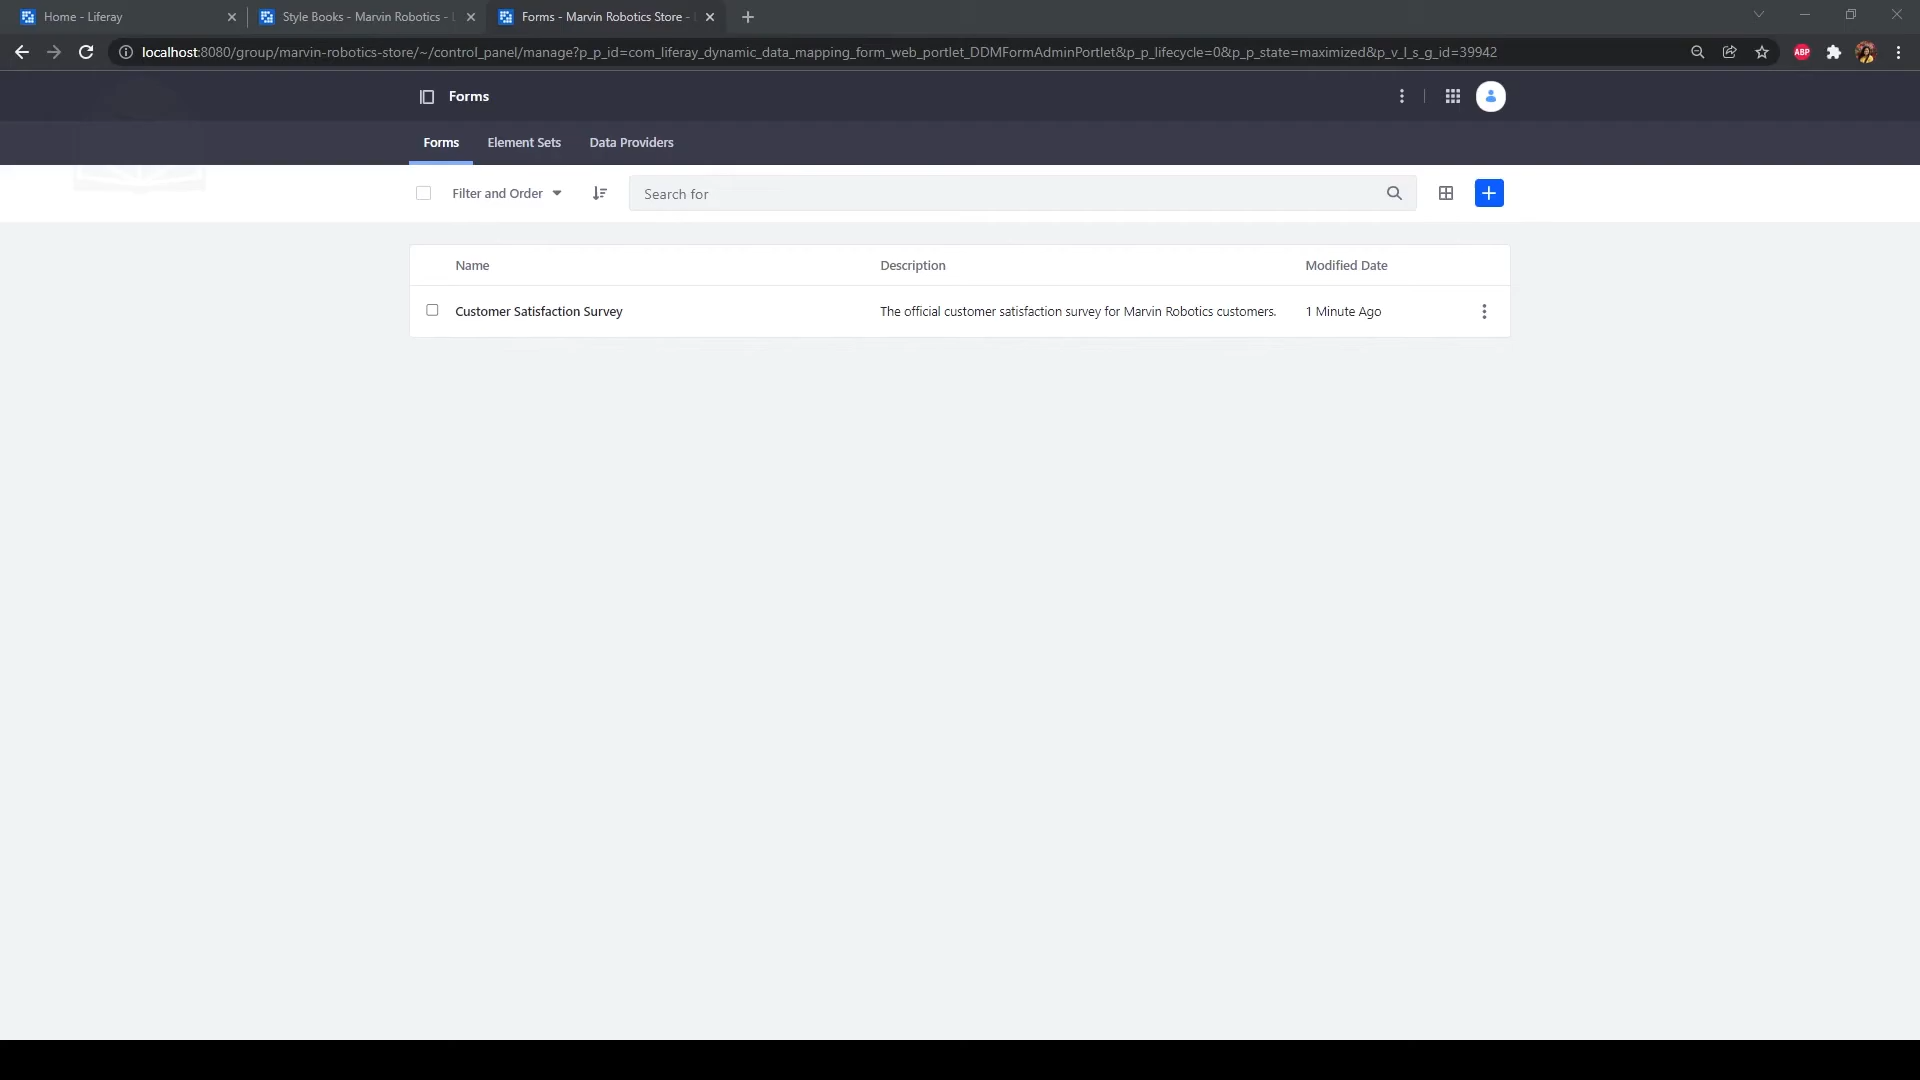 Home - Liferay
Style Books - Marvin Robotics - L
Forms - Marvin Robotics Store -
localhost:8080/group/marvin-robotics-store/~/control_panel/manage?p_p_id=com_liferay_dynamic_data_mapping_form_web_portlet_DDMFormAdminPortlet&p_p_lifecycle=0&p_p_state=maximized&p_v_l_s_g_id=39942
ABP
Forms
Forms Element Sets Data Providers
Filter and Order Search for
Name Description Modified Date
Customer Satisfaction Survey The official customer satisfaction survey for Marvin Robotics customers. 1 Minute Ago